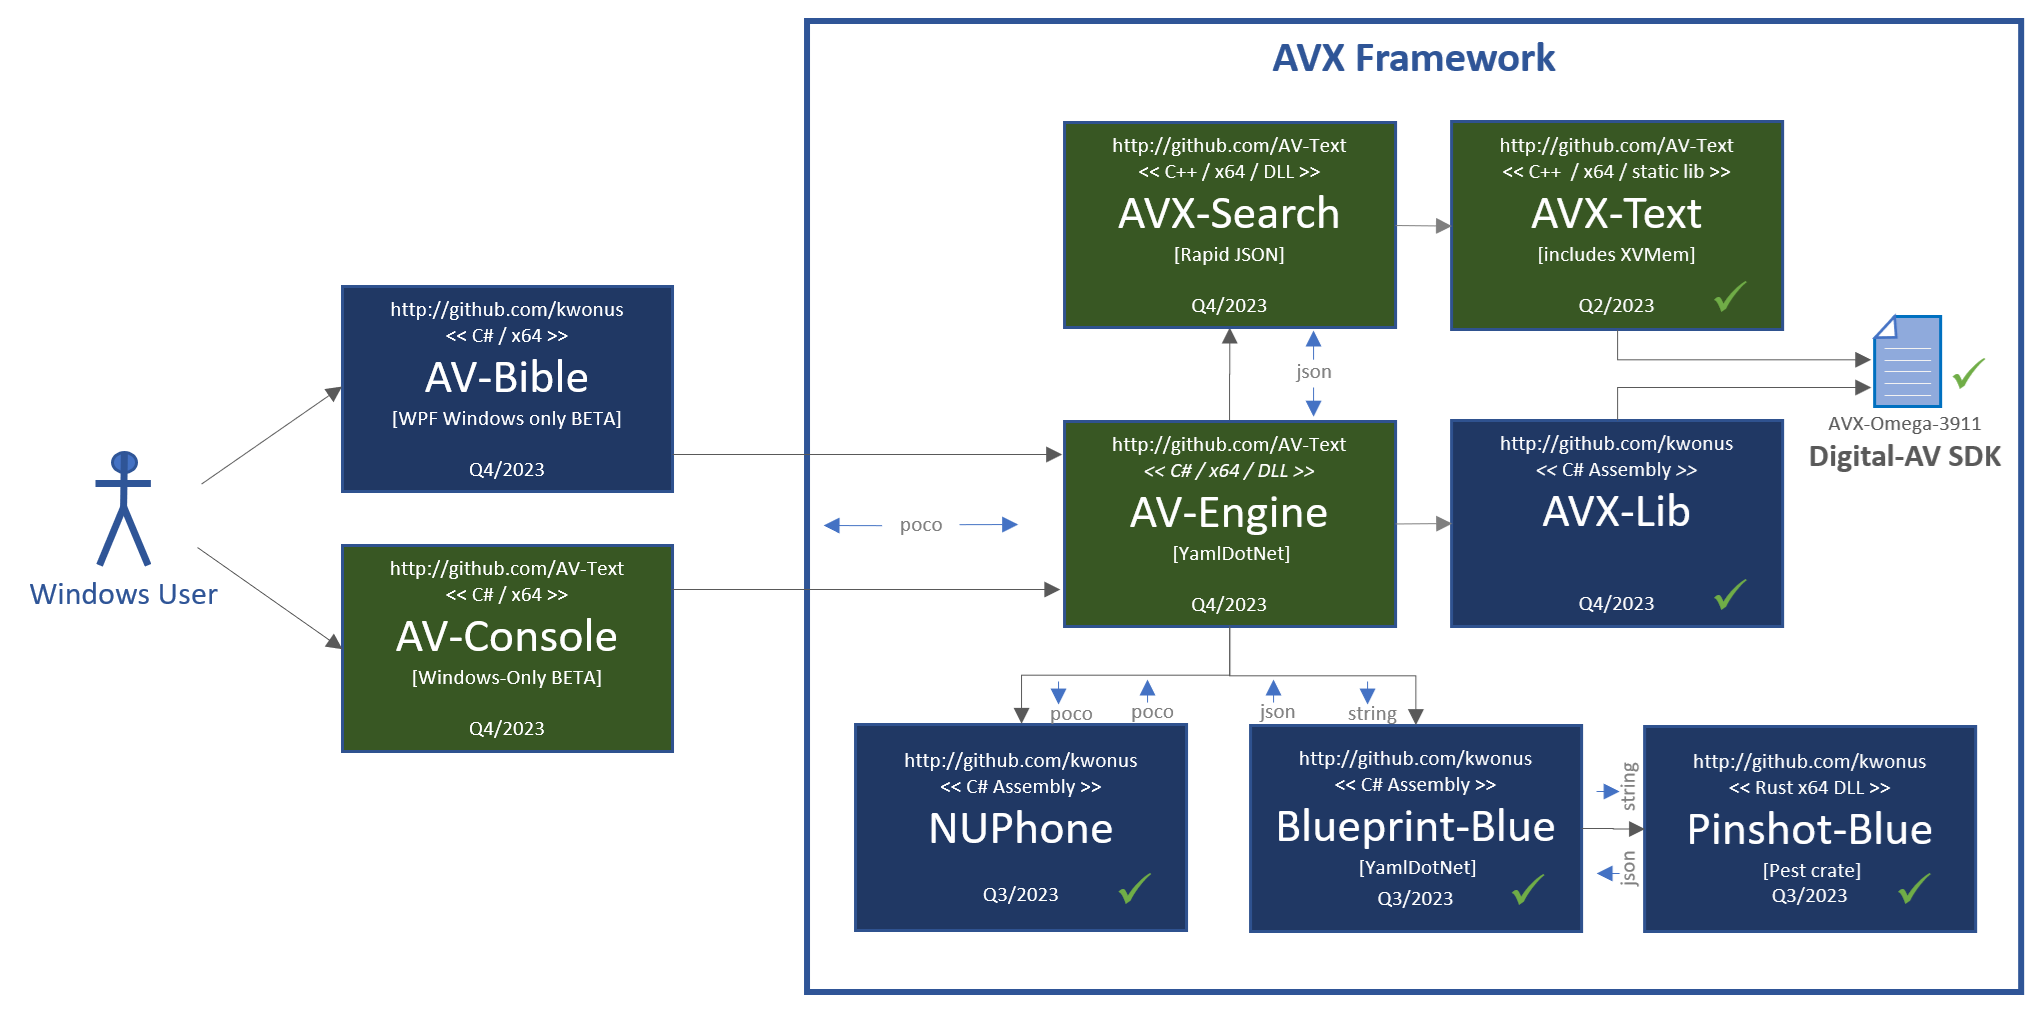 AVX Framework
http://github.com/AV-Text
<< C++ / x64 / DLL >>
AVX-Search
[Rapid JSON]
Q4/2023
http://github.com/AV-Text
<< C++  / x64 / static lib >>
AVX-Text
[includes XVMem]
Q2/2023
http://github.com/kwonus
<< C# / x64 >>
AV-Bible
[WPF Windows only BETA]
Q4/2023
json
AVX-Omega-3911
Digital-AV SDK
http://github.com/AV-Text
<< C# / x64 / DLL >>
AV-Engine
[YamlDotNet]
Q4/2023
http://github.com/kwonus
<< C# Assembly >>
AVX-Lib
Q4/2023
poco
Windows User
http://github.com/AV-Text
<< C# / x64 >>
AV-Console
[Windows-Only BETA]
Q4/2023
poco
poco
json
string
http://github.com/kwonus
<< C# Assembly >>
NUPhone
Q3/2023
http://github.com/kwonus
<< C# Assembly >>
Blueprint-Blue
[YamlDotNet]
Q3/2023
string
json
http://github.com/kwonus
<< Rust x64 DLL >>
Pinshot-Blue
[Pest crate]
Q3/2023